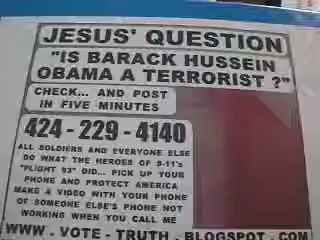 JESUS' QUESTION
"IS BARACK HUSSEIN
OBAMA A TERRORIST ?"
CHECK... AND POST
IN FIVE MINUTES
424 - 229 - 4140
ALL SOLDIERS AND EVERYONE ELSE
DO WHAT THE HEROES OF 9-11's
"FLIGHT 93" DID... PICK UP YOUR
PHONE AND PROTECT AMERICA
MAKE A VIDEO WITH YOUR PHONE
OF SOMEONE ELSE'S PHONE NOT
WORKING WHEN YOU CALL ME
WWW . VOTE - TRUTH . BLOGSPOT . COM